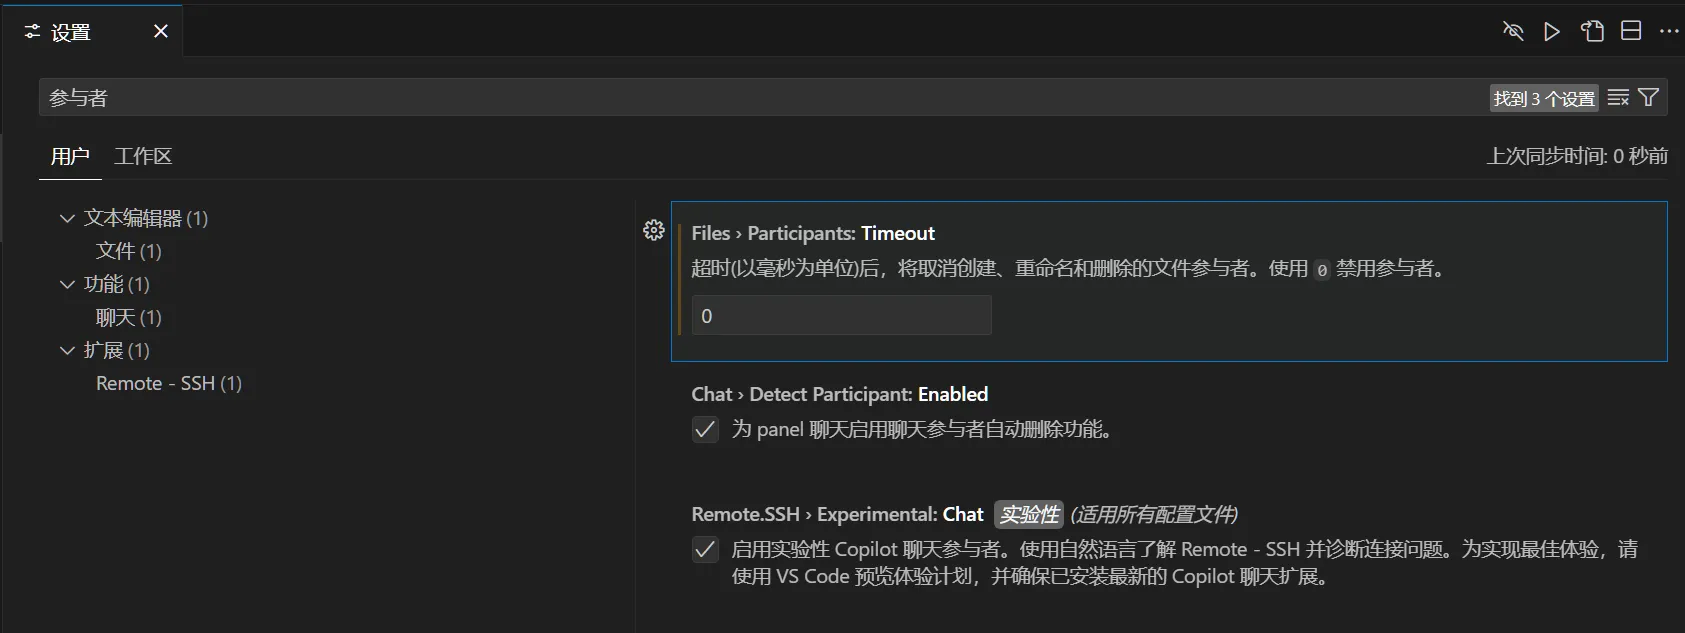 设置
参与者
找到 3 个设置
用户 工作区
上次同步时间: 0 秒前
文本编辑器 (1)
文件 (1)
功能 (1)
聊天 (1)
扩展 (1)
Remote - SSH (1)
Files › Participants: Timeout
超时(以毫秒为单位)后，将取消创建、重命名和删除的文件参与者。使用 0 禁用参与者。
0
Chat › Detect Participant: Enabled
为 panel 聊天启用聊天参与者自动删除功能。
Remote.SSH › Experimental: Chat 实验性 (适用所有配置文件)
启用实验性 Copilot 聊天参与者。使用自然语言了解 Remote - SSH 并诊断连接问题。为实现最佳体验，请
使用 VS Code 预览体验计划，并确保已安装最新的 Copilot 聊天扩展。